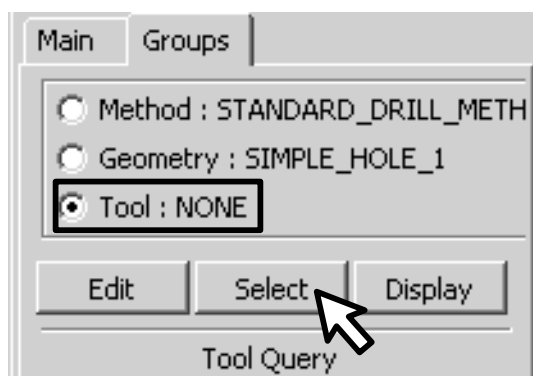 Main Groups
Method : STANDARD_DRILL_METH
Geometry : SIMPLE_HOLE_1
Tool : NONE
Edit Select Display
Tool Query